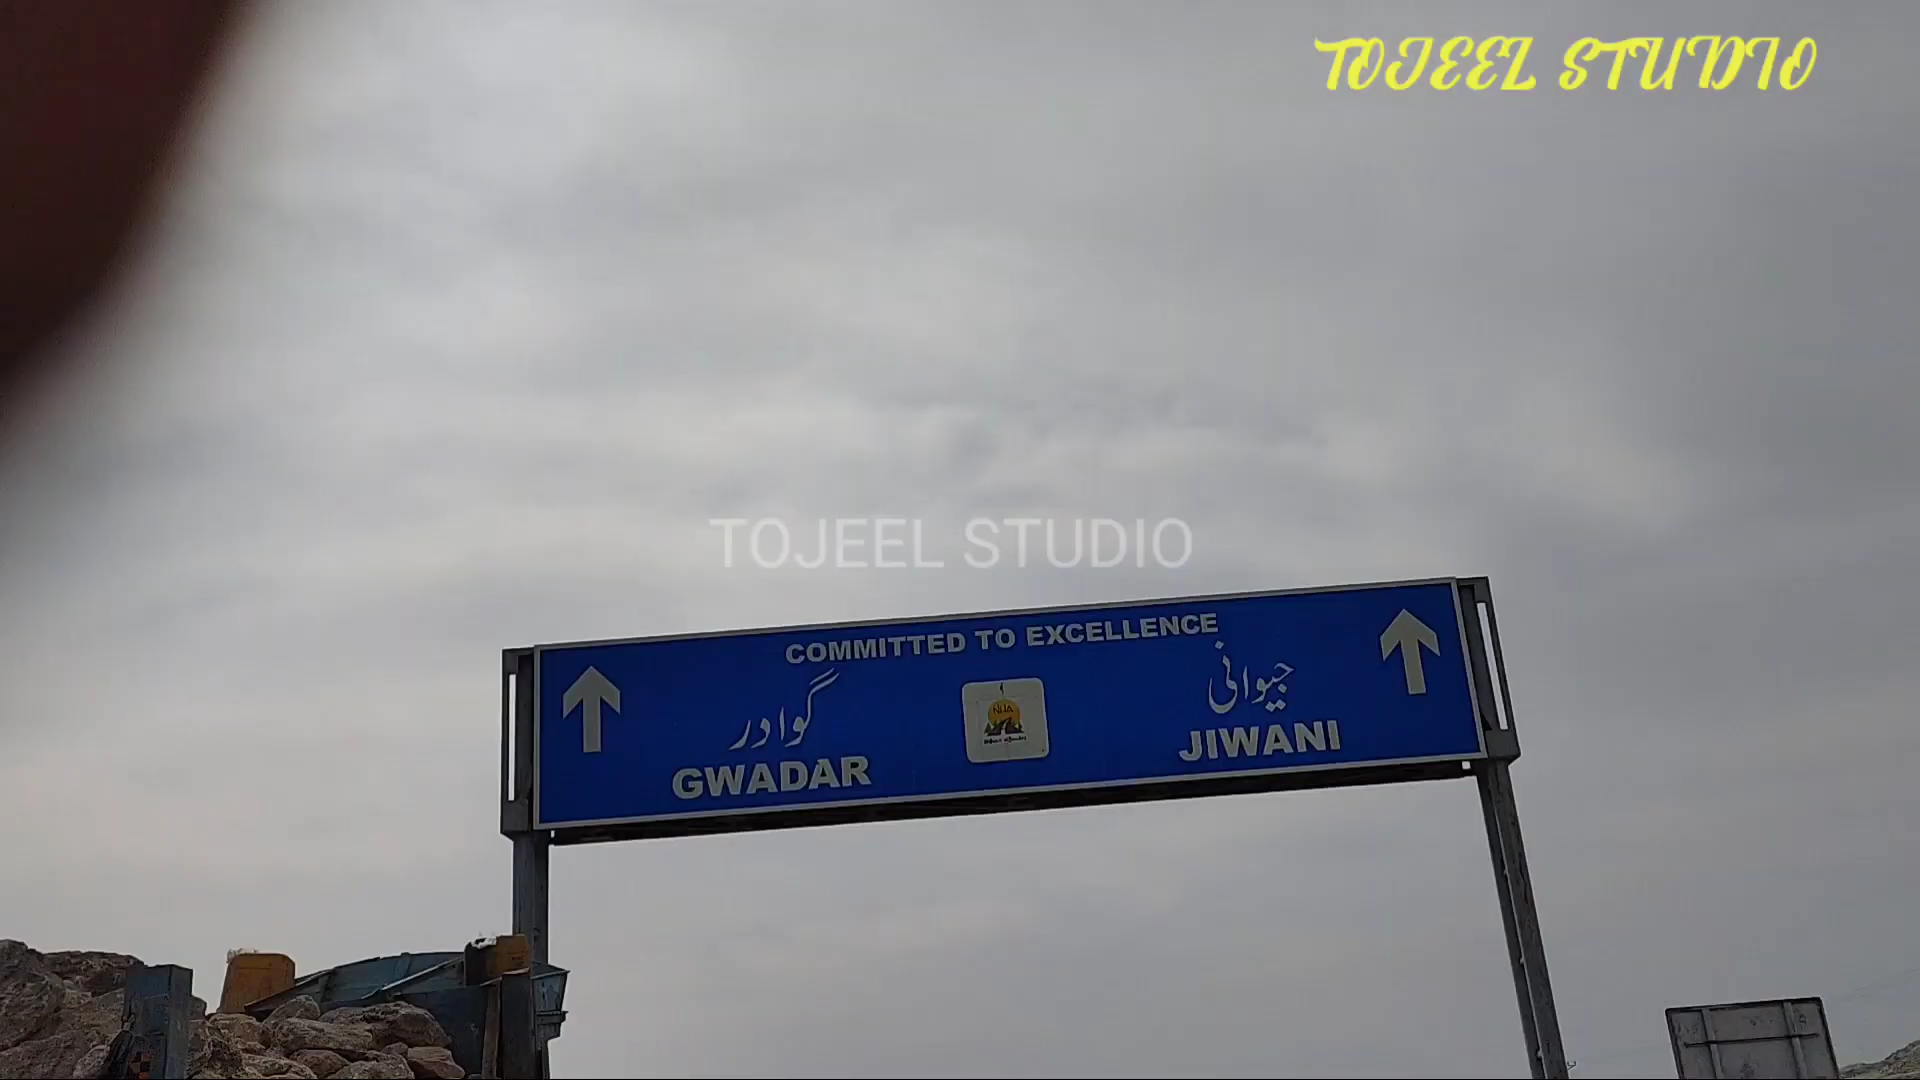 TOJEEL STUDIO
TOJEEL STUDIO
COMMITTED TO EXCELLENCE
گوادر
جیوانی
GWADAR
NHA
JIWANI